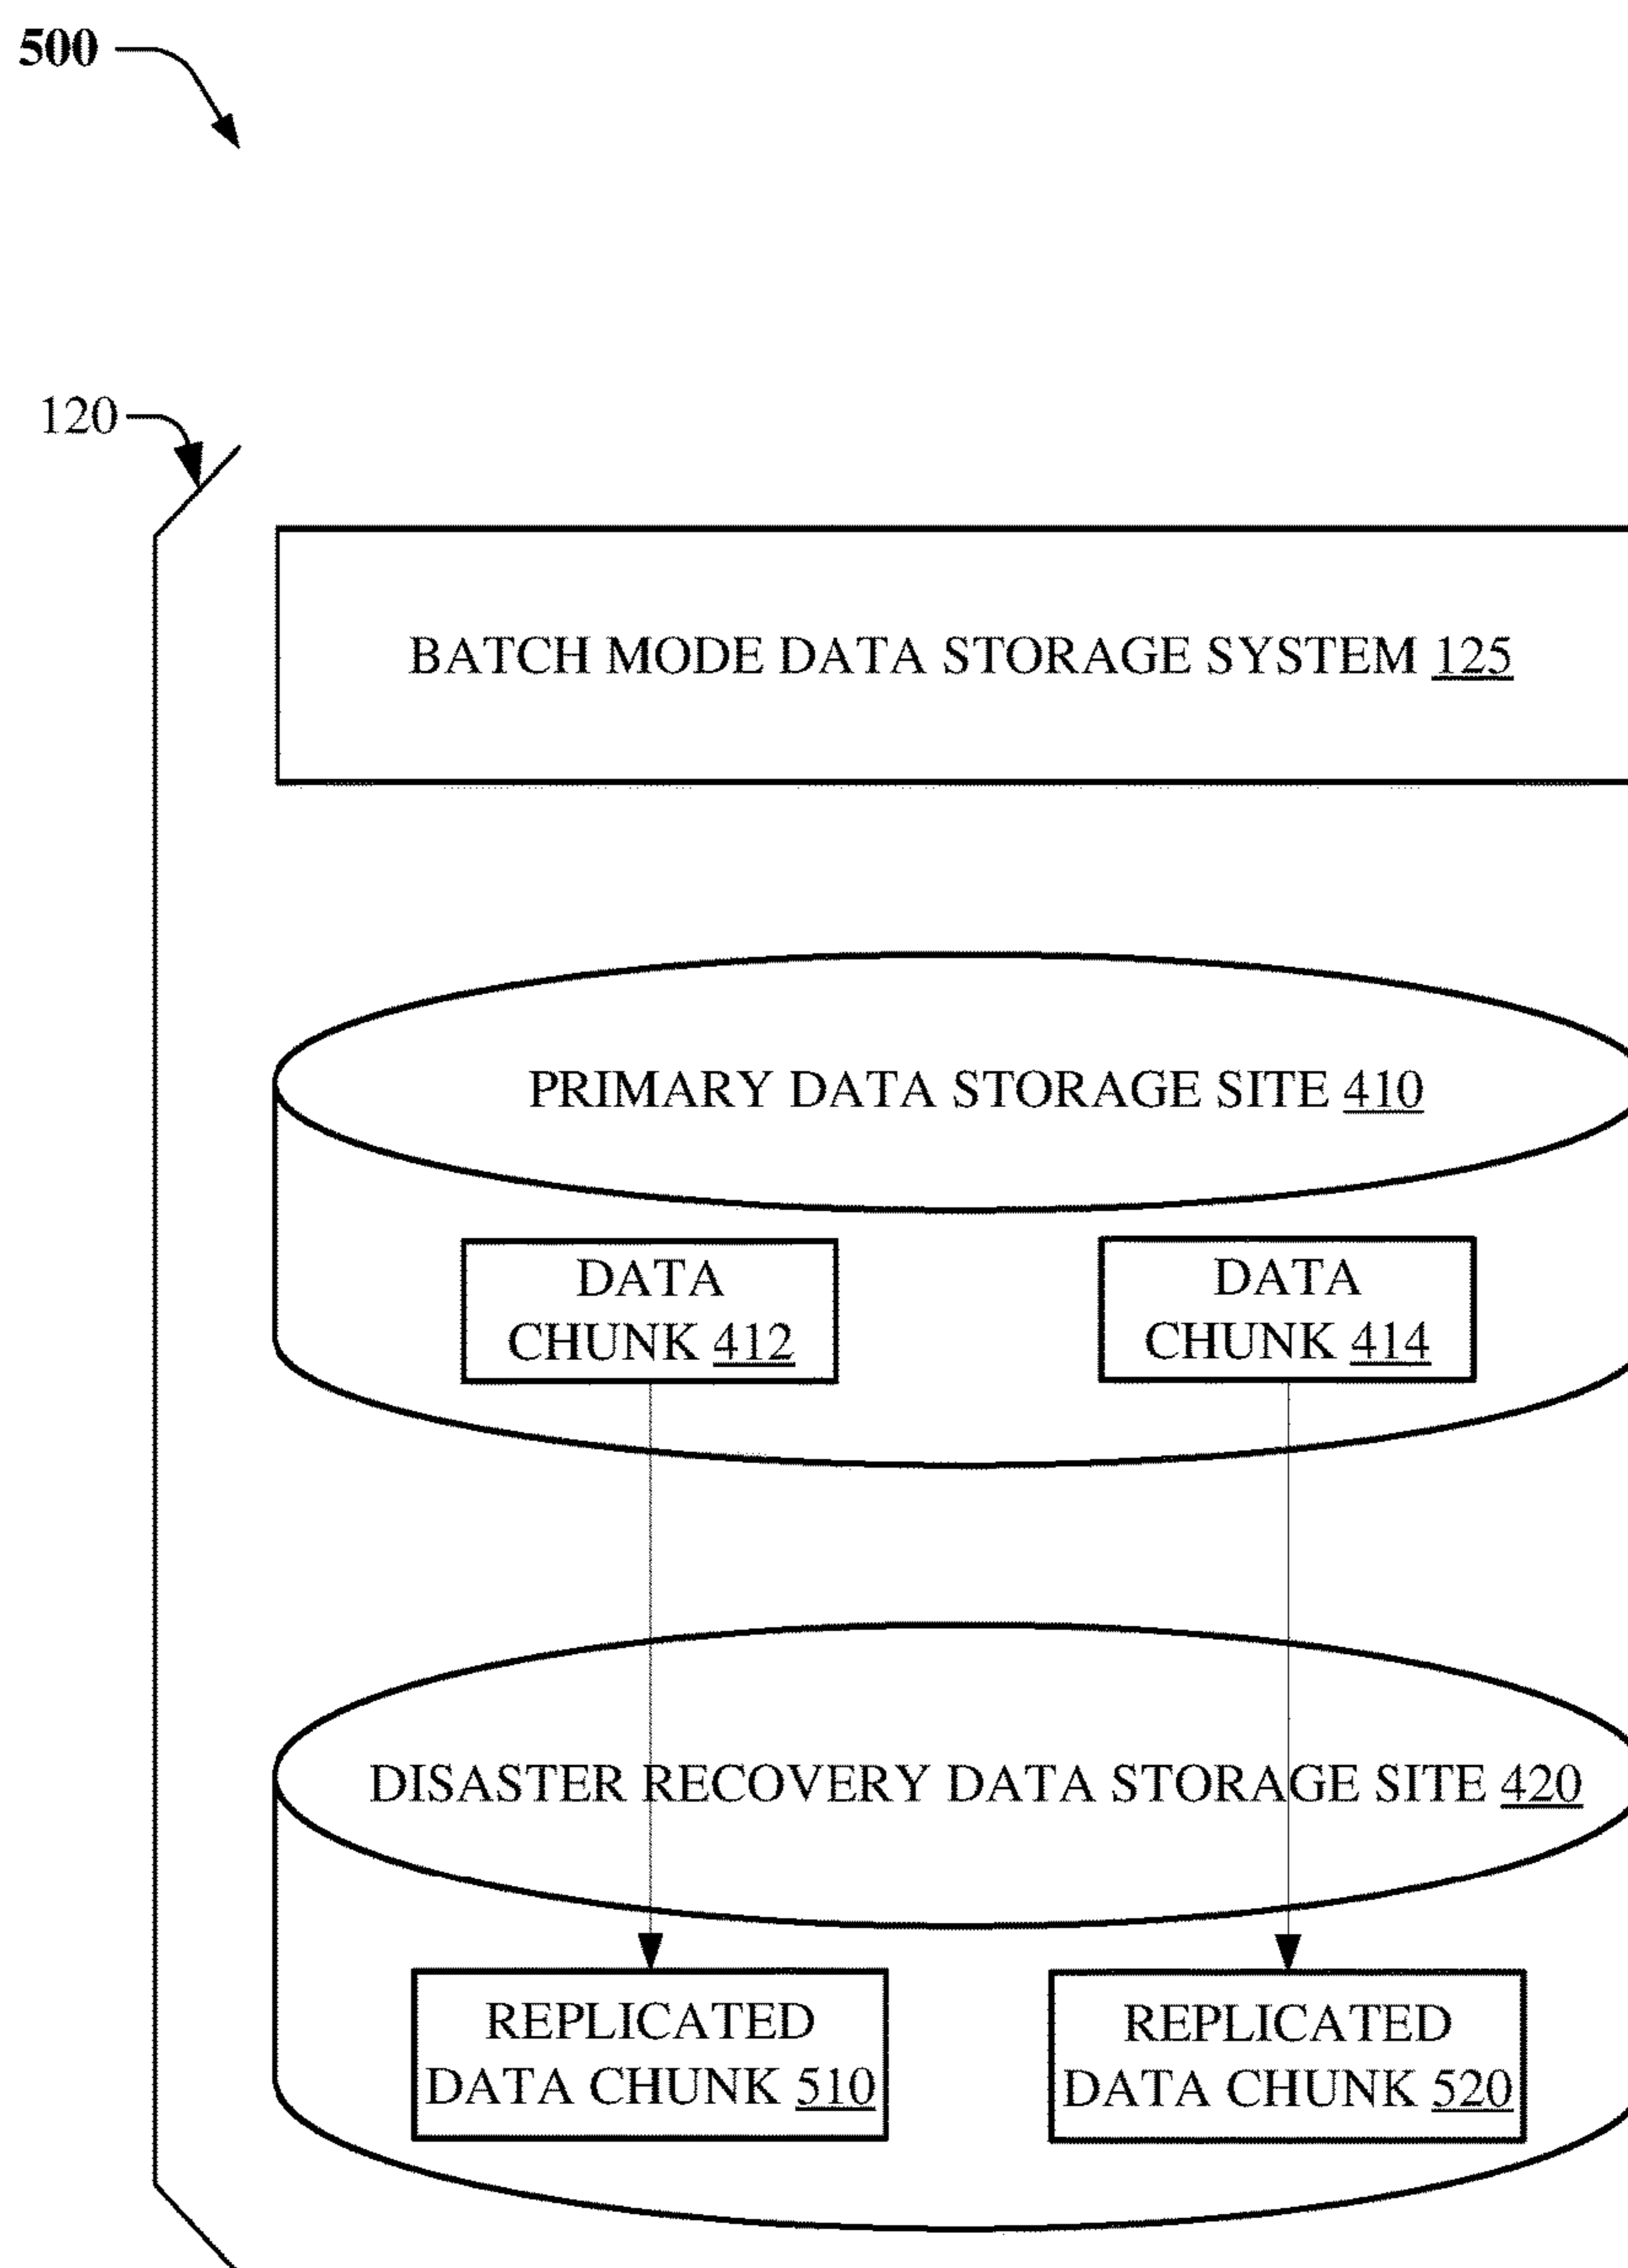 500
120
BATCH MODE DATA STORAGE SYSTEM 125
PRIMARY DATA STORAGE SITE 410
DATA
CHUNK 412
DATA
CHUNK 414
DISASTER RECOVERY DATA STORAGE SITE 420
REPLICATED
DATA CHUNK 510
REPLICATED
DATA CHUNK 520